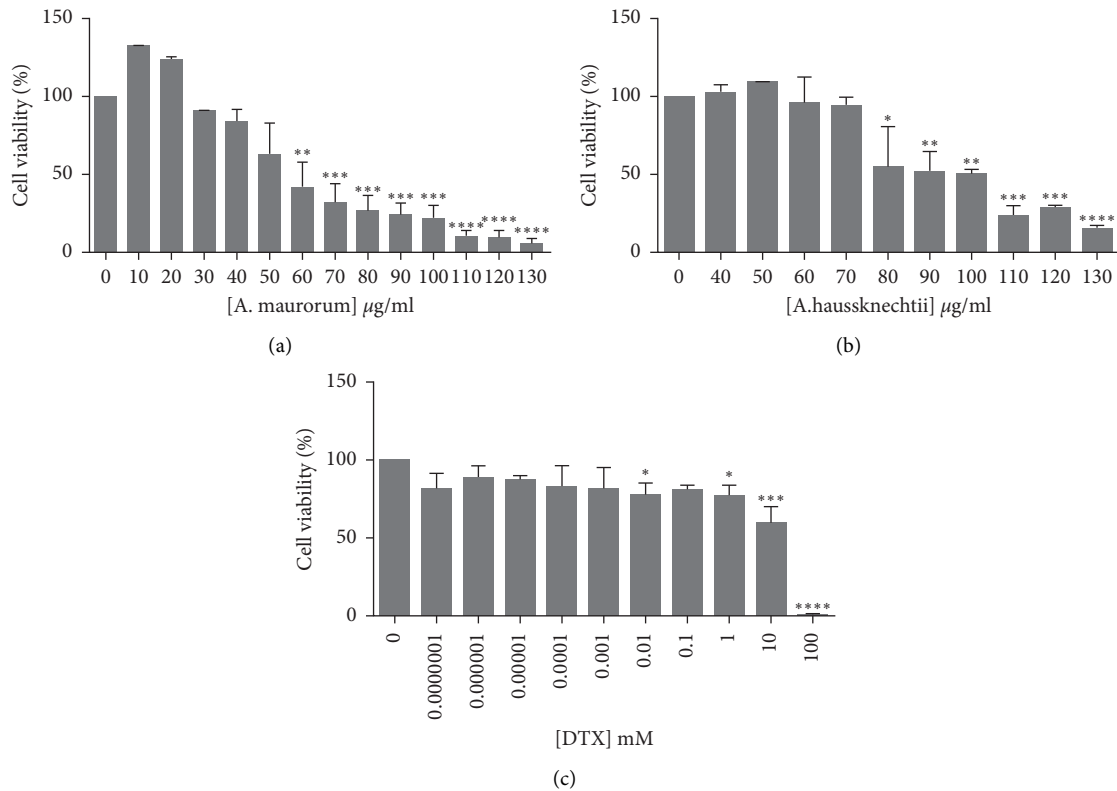 150
100
50
0
Cell viability (%)
** *** *** *** *** **** **** ****
0 10 20 30 40 50 60 70 80 90 100 110 120 130
[A. maurorum] µg/ml
(a)
150
100
50
0
Cell viability (%)
* ** ** *** *** ****
0 40 50 60 70 80 90 100 110 120 130
[A.haussknechtii] µg/ml
(b)
150
100
50
0
Cell viability (%)
* * *** ****
0 0.0000001 0.000001 0.00001 0.0001 0.001 0.01 0.1 1 10 100
[DTX] mM
(c)